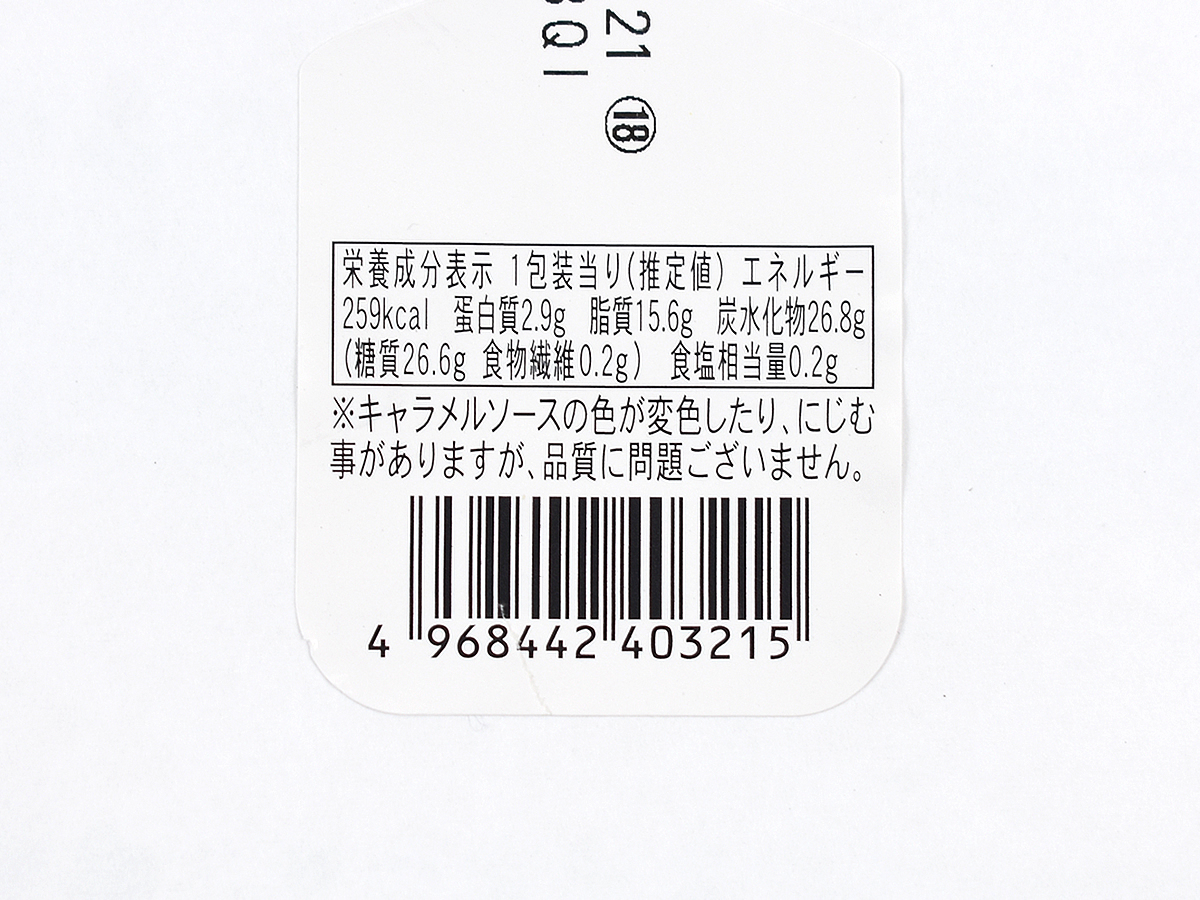 21
QI
⑱
栄養成分表示 1包装当り(推定値) エネルギー
259kcal 蛋白質2.9g 脂質15.6g 炭水化物26.8g
(糖質26.6g 食物繊維0.2g) 食塩相当量0.2g
※キャラメルソースの色が変色したり、にじむ
事がありますが、品質に問題ございません。
4 968442 403215